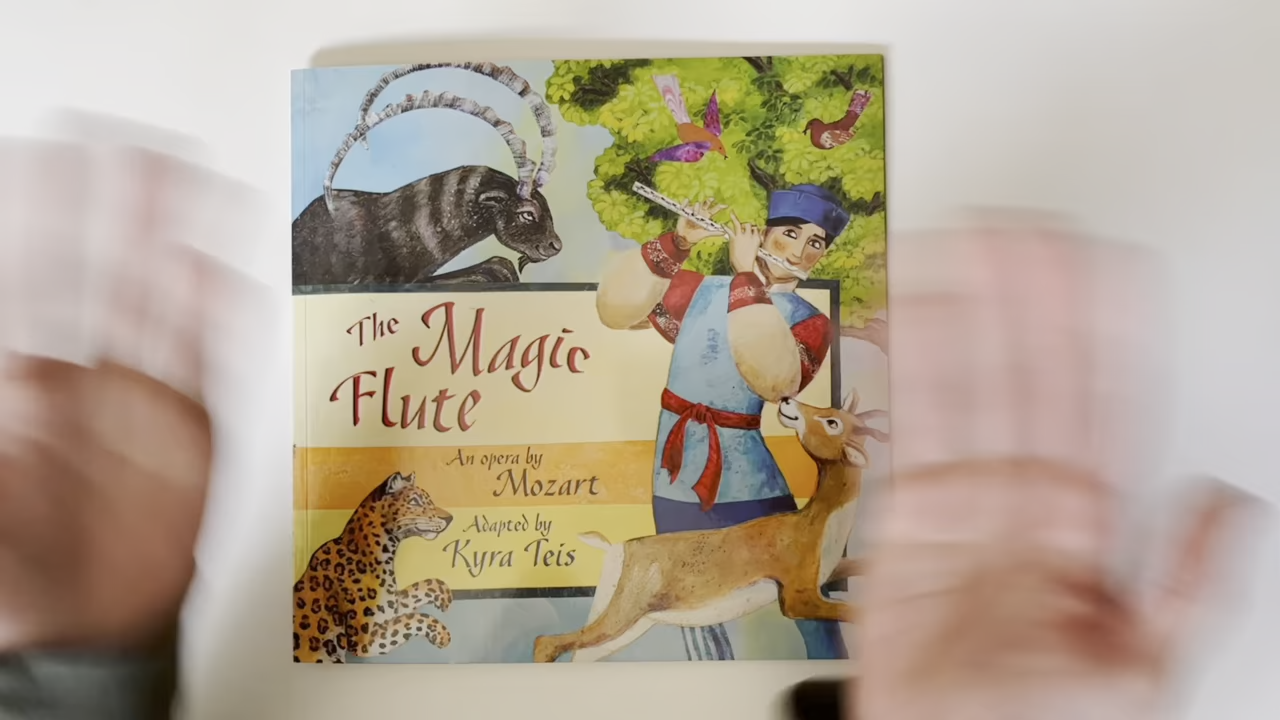 The Magic
Flute
An opera by
Mozart
Adapted by
Kyra Teis